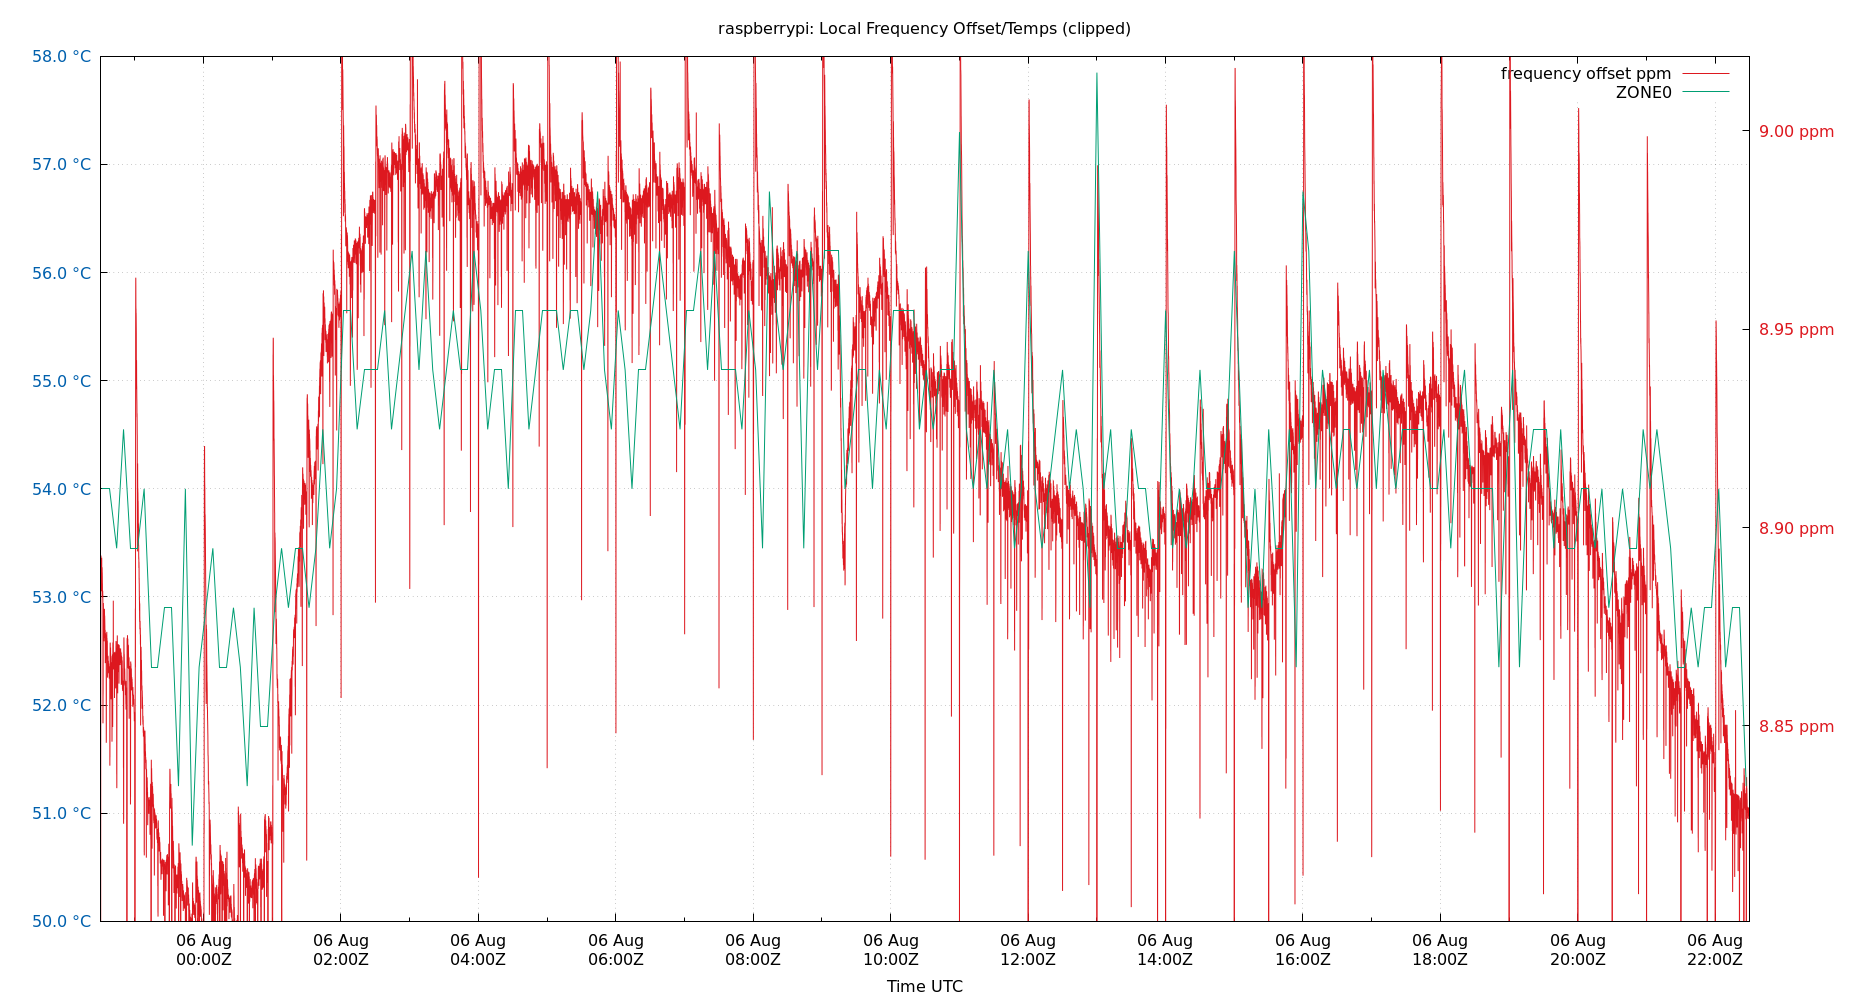 raspberrypi: Local Frequency Offset/Temps (clipped)
58.0 °C
57.0 °C
56.0 °C
55.0 °C
54.0 °C
53.0 °C
52.0 °C
51.0 °C
50.0 °C
frequency offset ppm
ZONE0
9.00 ppm
8.95 ppm
8.90 ppm
8.85 ppm
06 Aug
00:00Z
06 Aug
02:00Z
06 Aug
04:00Z
06 Aug
06:00Z
06 Aug
08:00Z
06 Aug
10:00Z
06 Aug
12:00Z
06 Aug
14:00Z
06 Aug
16:00Z
06 Aug
18:00Z
06 Aug
20:00Z
06 Aug
22:00Z
Time UTC